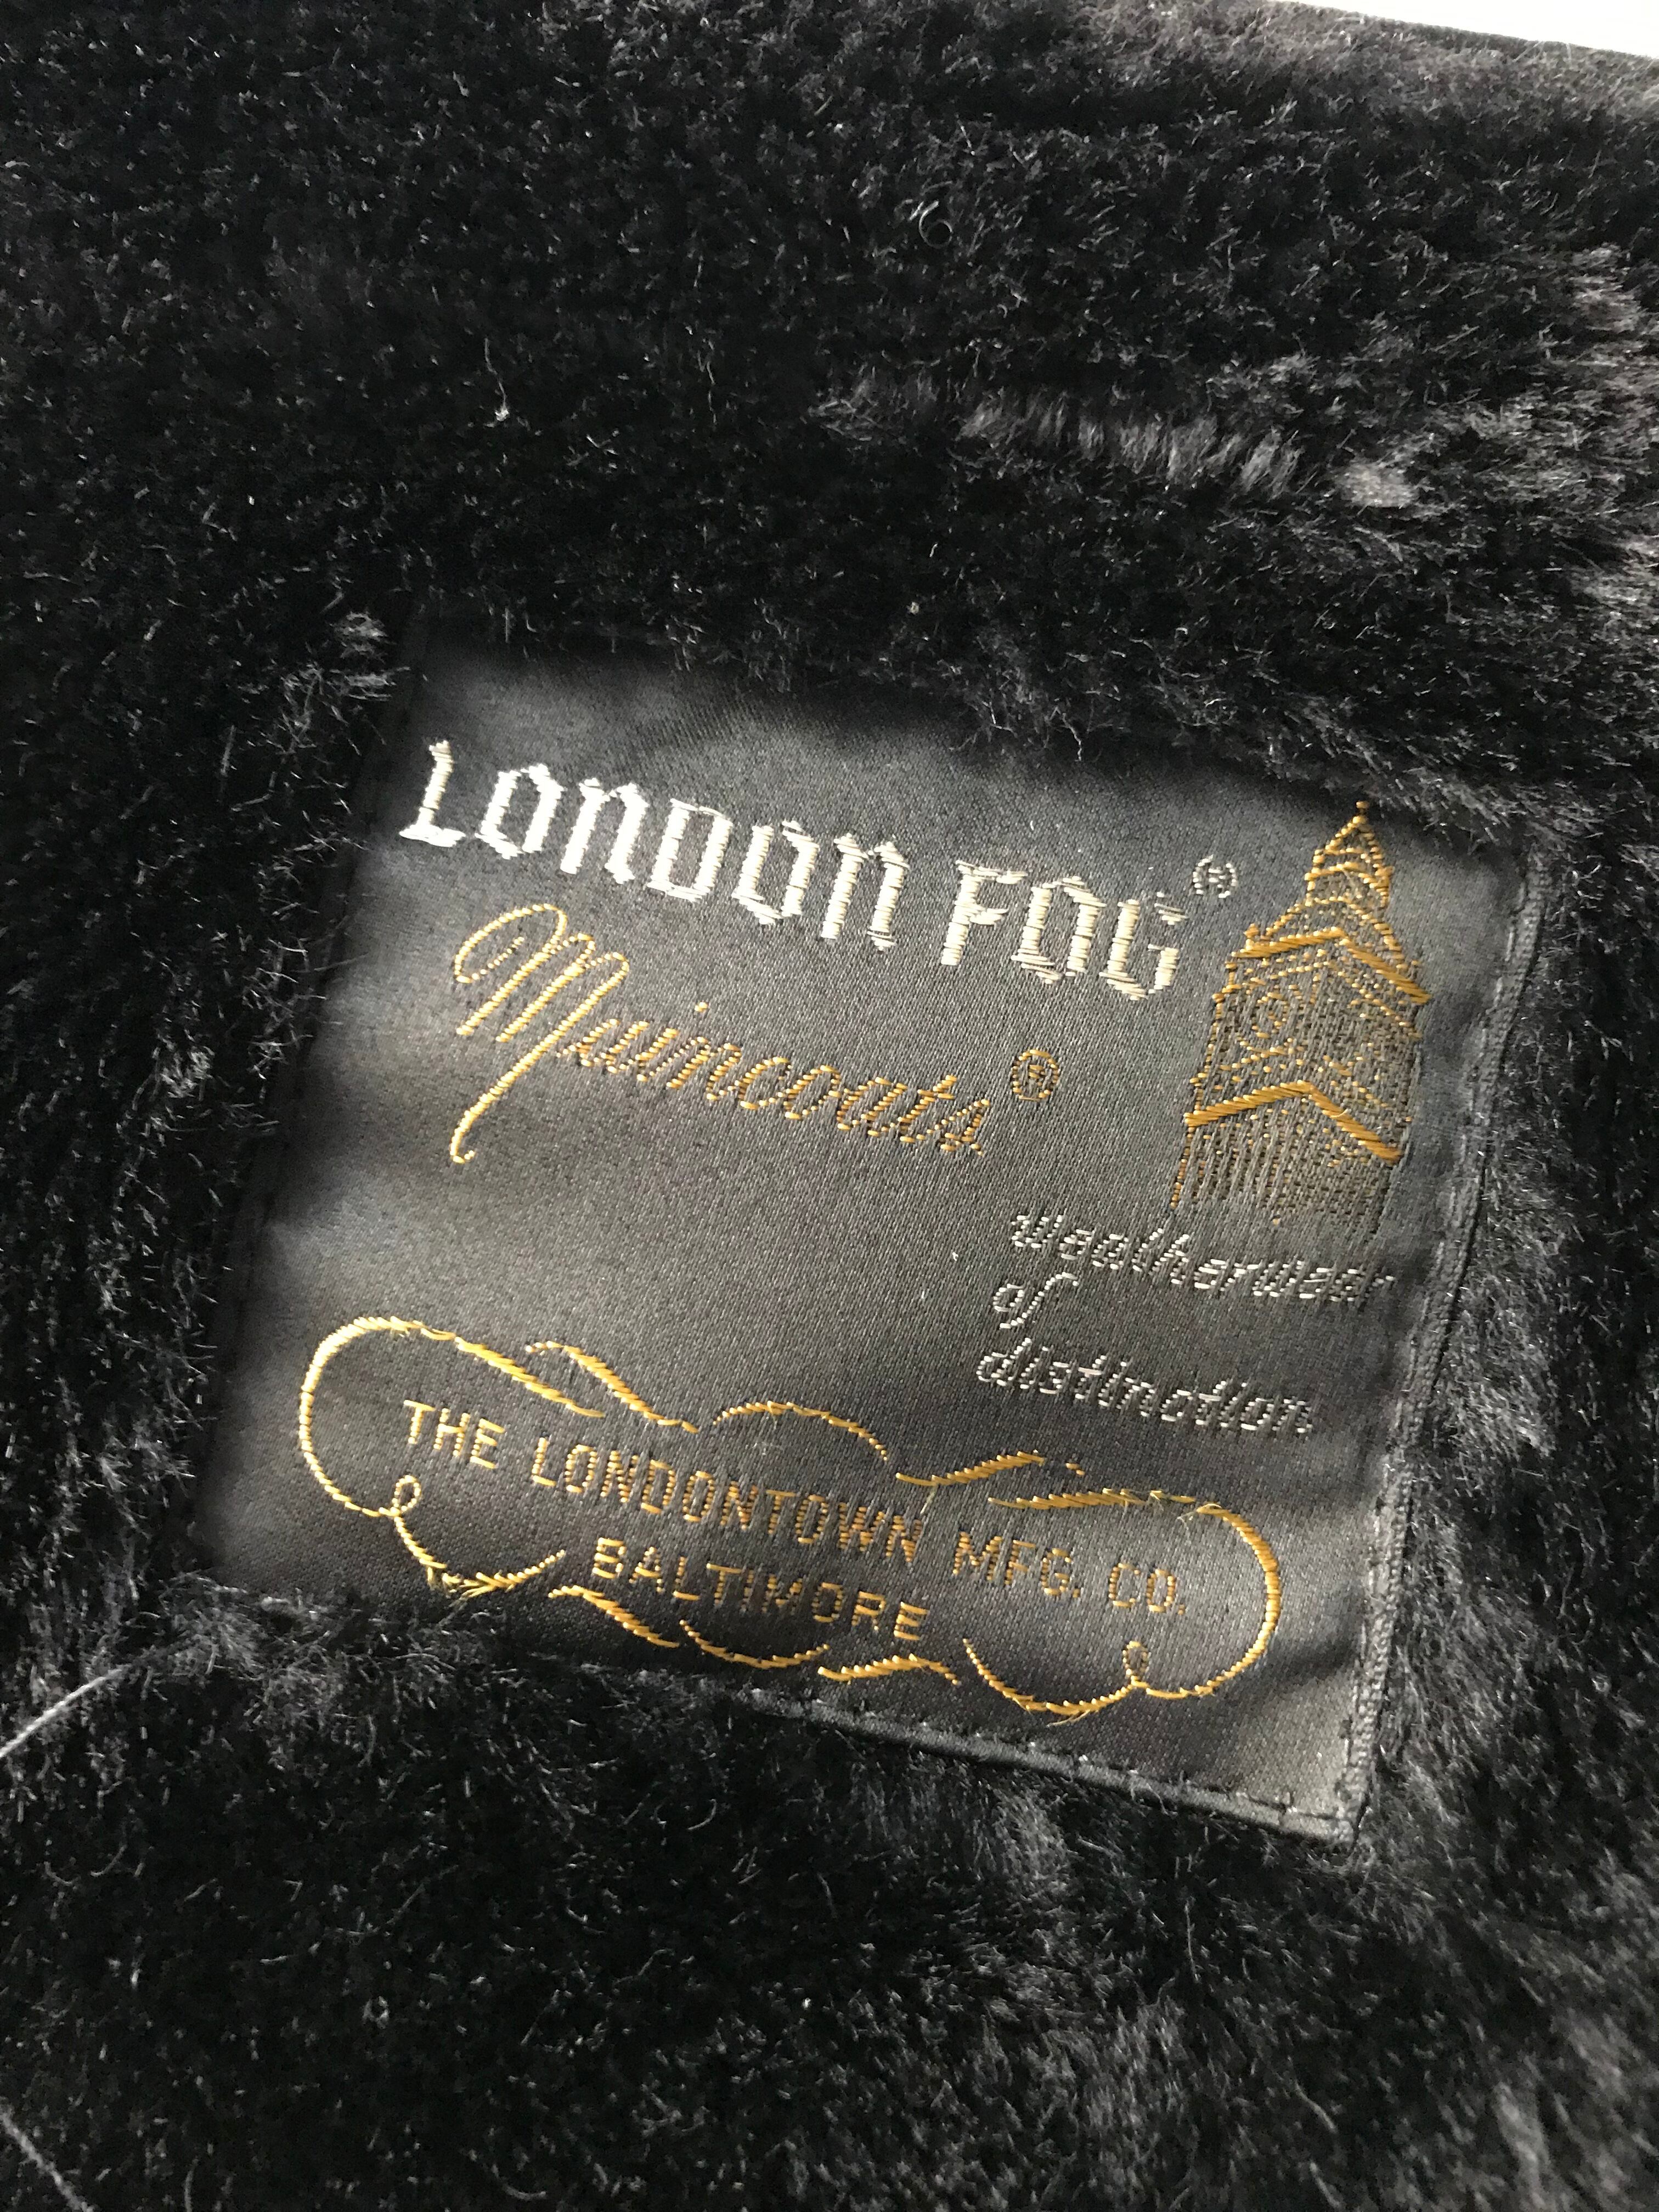 LONDON FOG®
Maincoats®
weatherwear
of
distinction
THE LONDONTOWN MFG. CO.
BALTIMORE